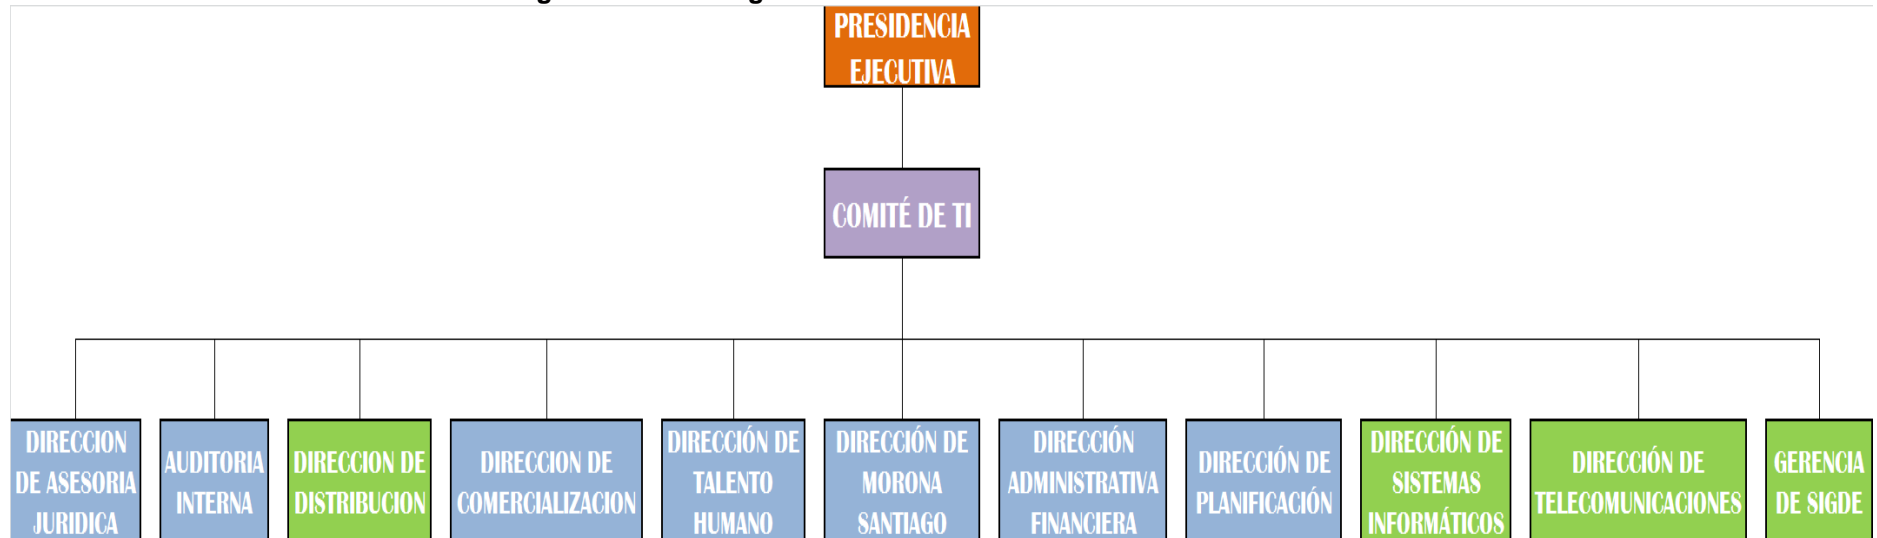 PRESIDENCIA
EJECUTIVA
COMITÉ DE TI
DIRECCION
DE ASESORIA
JURIDICA
AUDITORIA
INTERNA
DIRECCION DE
DISTRIBUCION
DIRECCION DE
COMERCIALIZACION
DIRECCIÓN DE
TALENTO
HUMANO
DIRECCIÓN DE
MORONA
SANTIAGO
DIRECCIÓN
ADMINISTRATIVA
FINANCIERA
DIRECCIÓN DE
PLANIFICACIÓN
DIRECCIÓN DE
SISTEMAS
INFORMÁTICOS
DIRECCIÓN DE
TELECOMUNICACIONES
GERENCIA
DE SIGDE